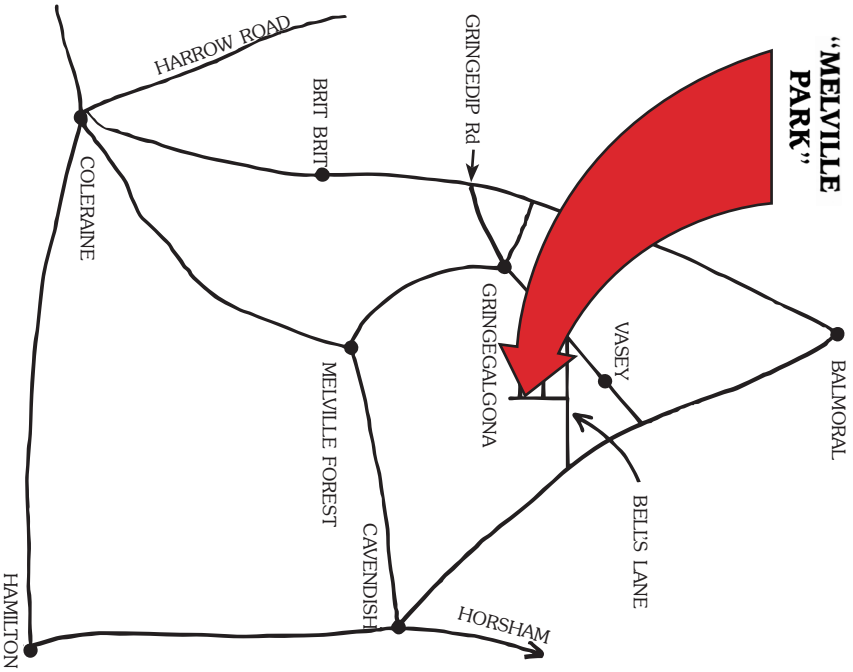 “MELVILLE
PARK”
BALMORAL
VASEY
BELL'S LANE
GRINGEDIP Rd
GRINGEGALGONA
HORSHAM
BRIT BRIT
MELVILLE FOREST
CAVENDISH
HARROW ROAD
COLERAINE
HAMILTON